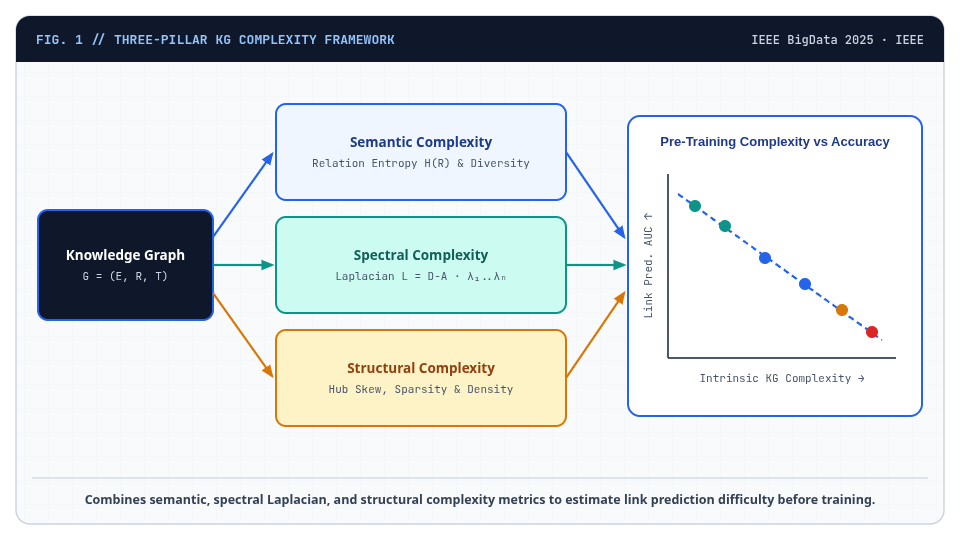 FIG. 1 // THREE-PILLAR KG COMPLEXITY FRAMEWORK
IEEE BigData 2025 · IEEE
Knowledge Graph
G = (E, R, T)
Semantic Complexity
Relation Entropy H(R) & Diversity
Spectral Complexity
Laplacian L = D-A · λ₁..λₙ
Structural Complexity
Hub Skew, Sparsity & Density
Pre-Training Complexity vs Accuracy
Link Pred. AUC →
Intrinsic KG Complexity →
Combines semantic, spectral Laplacian, and structural complexity metrics to estimate link prediction difficulty before training.